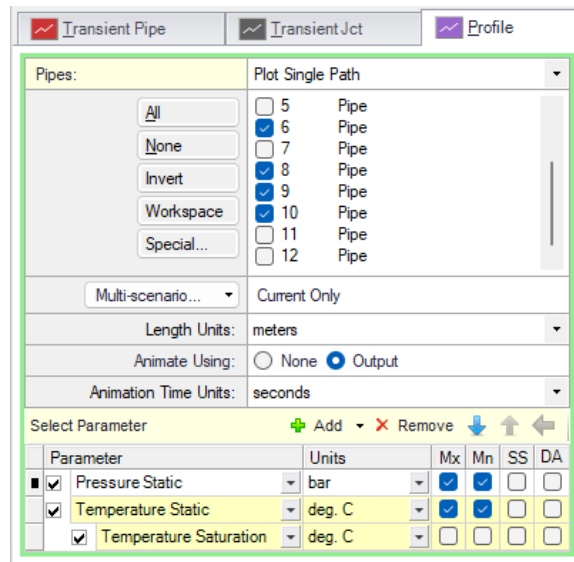 Transient Pipe Transient Jct Profile
Pipes: Plot Single Path
All
None
Invert
Workspace
Special...
5 Pipe
6 Pipe
7 Pipe
8 Pipe
9 Pipe
10 Pipe
11 Pipe
12 Pipe
Multi-scenario... Current Only
Length Units: meters
Animate Using: None Output
Animation Time Units: seconds
Select Parameter Add Remove
Parameter Units Mx Mn SS DA
Pressure Static bar
Temperature Static deg. C
Temperature Saturation deg. C